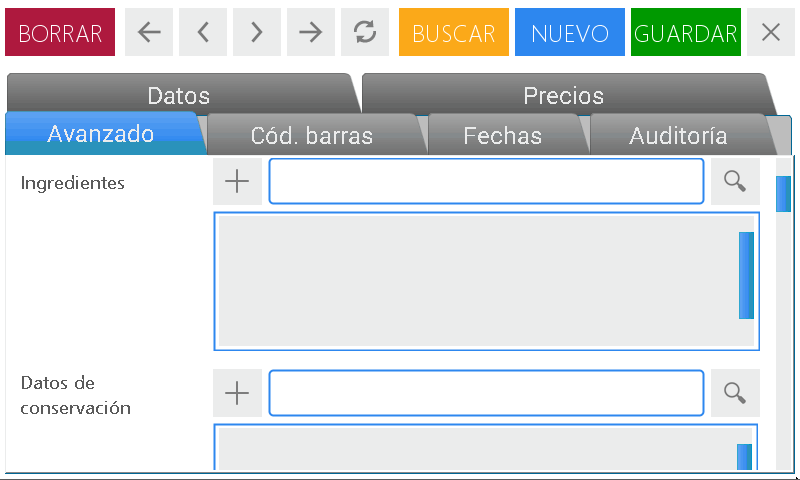 BORRAR
BUSCAR
NUEVO
GUARDAR
Datos
Precios
Avanzado
Cód. barras
Fechas
Auditoría
Ingredientes
Datos de
conservación